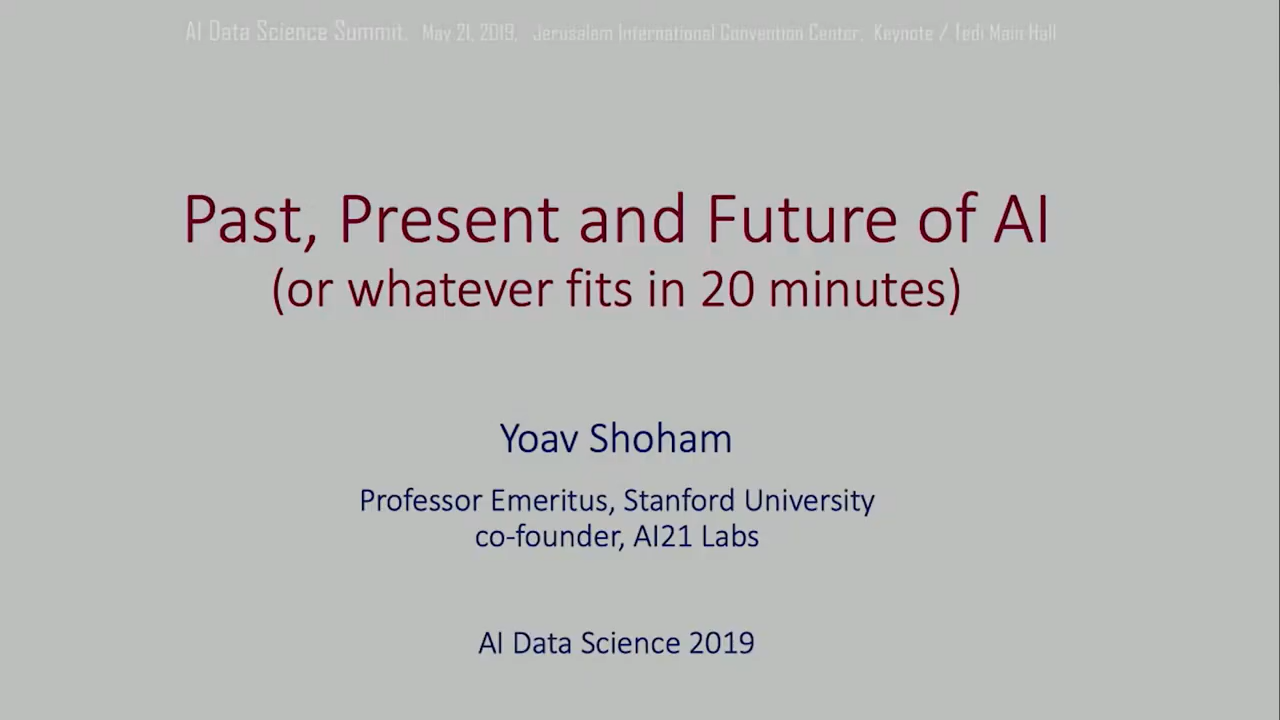 AI Data Science Summit, May 21, 2019, Jerusalem International Convention Center, Keynote / Tedi Main Hall
Past, Present and Future of AI
(or whatever fits in 20 minutes)
Yoav Shoham
Professor Emeritus, Stanford University
co-founder, AI21 Labs
AI Data Science 2019